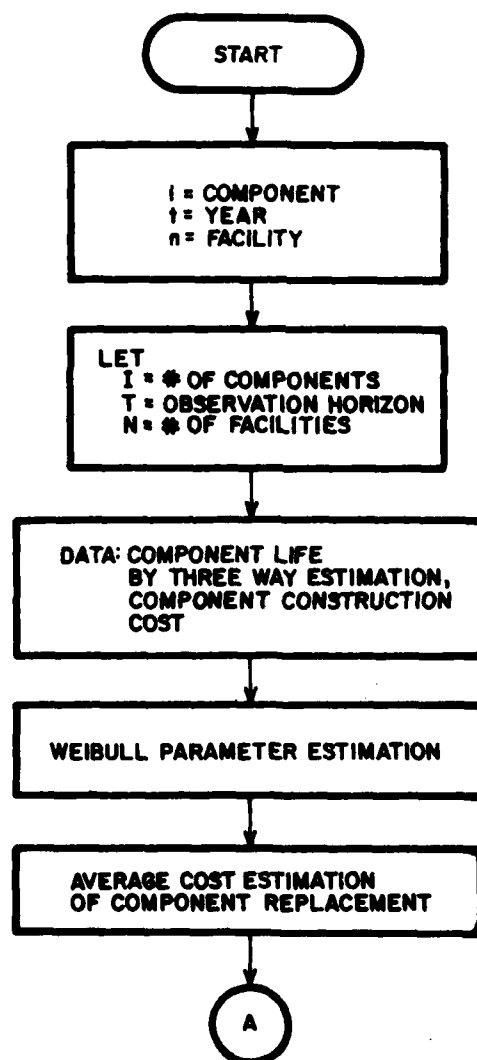 START
i = COMPONENT
t = YEAR
n = FACILITY
LET
I = # OF COMPONENTS
T = OBSERVATION HORIZON
N = # OF FACILITIES
DATA: COMPONENT LIFE
BY THREE WAY ESTIMATION,
COMPONENT CONSTRUCTION
COST
WEIBULL PARAMETER ESTIMATION
AVERAGE COST ESTIMATION
OF COMPONENT REPLACEMENT
A